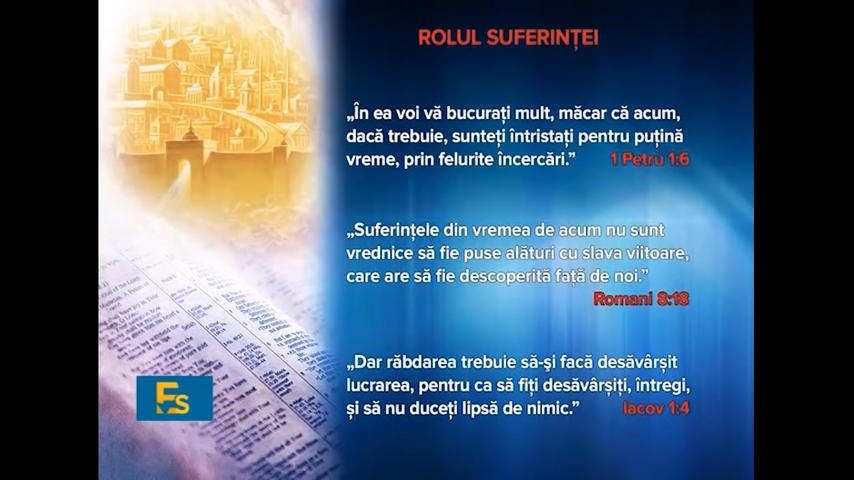 ROLUL SUFERINȚEI
„În ea voi vă bucurați mult, măcar că acum,
dacă trebuie, sunteți întristați pentru puțină
vreme, prin felurite încercări.” 1 Petru 1:6
„Suferințele din vremea de acum nu sunt
vrednice să fie puse alături cu slava viitoare,
care are să fie descoperită față de noi.”
Romani 8:18
„Dar răbdarea trebuie să-şi facă desăvârșit
lucrarea, pentru ca să fiți desăvârșiți, întregi,
și să nu duceți lipsă de nimic.” Iacov 1:4
Es